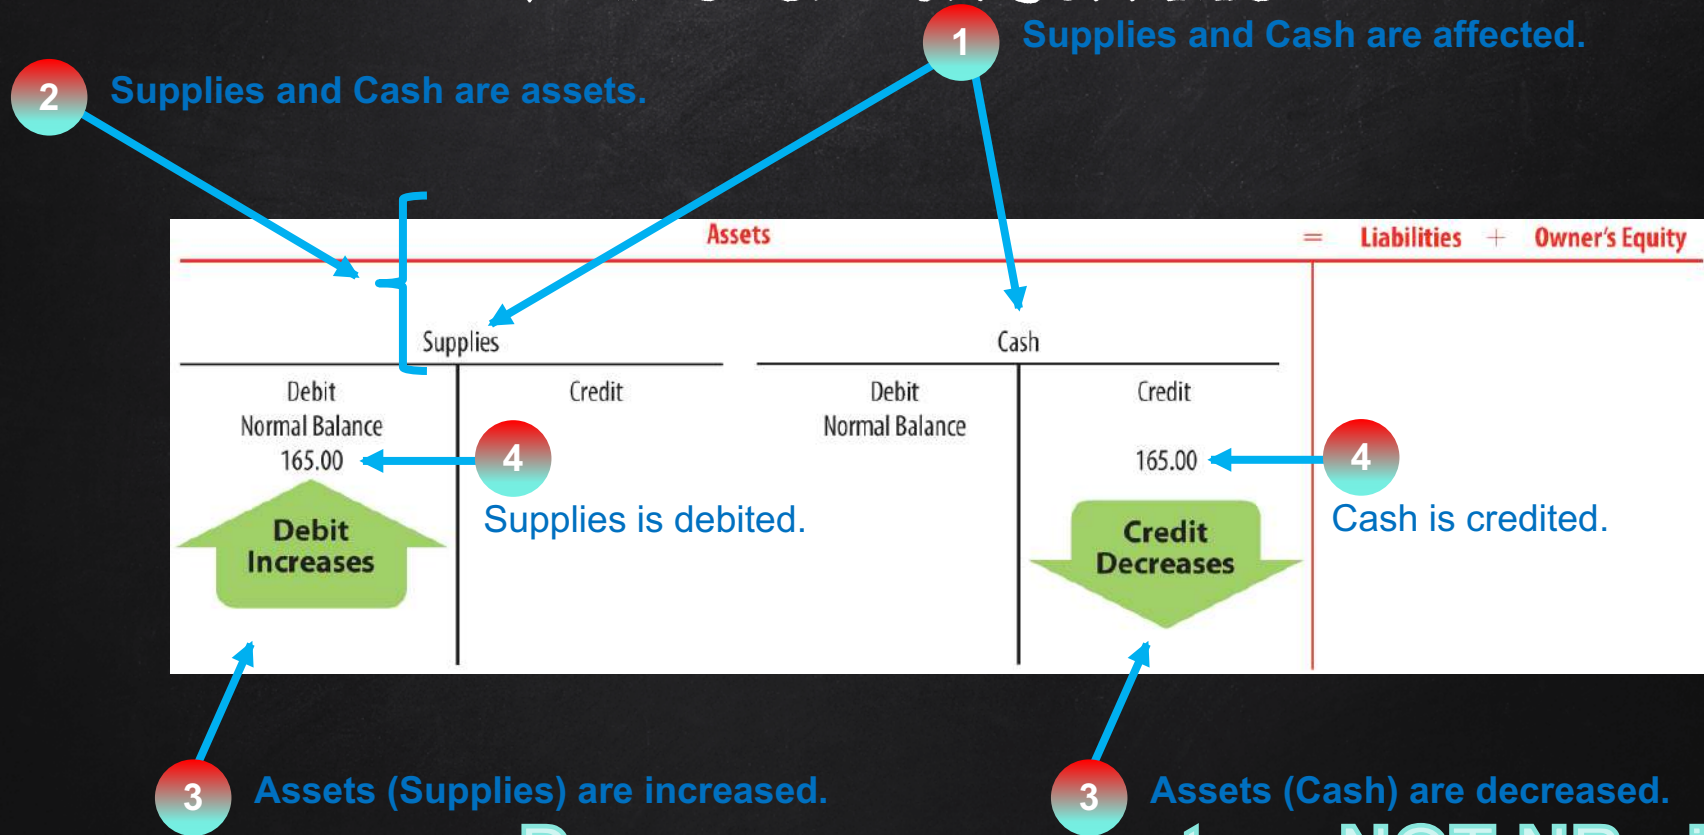 1 Supplies and Cash are affected.
2 Supplies and Cash are assets.
Assets = Liabilities + Owner's Equity
Supplies
Debit Credit
Normal Balance
165.00
4
Supplies is debited.
Debit
Increases
Cash
Debit Credit
Normal Balance
165.00
4
Cash is credited.
Credit
Decreases
3 Assets (Supplies) are increased.
3 Assets (Cash) are decreased.